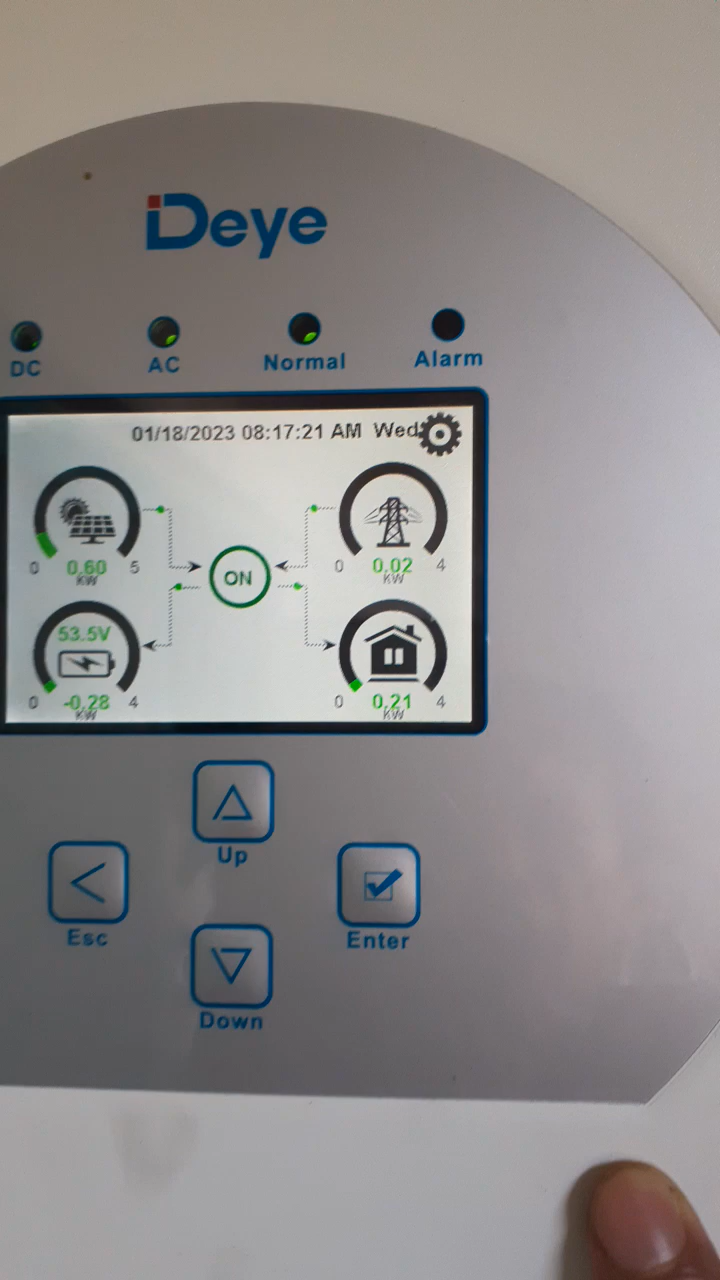 Deye
DC AC Normal Alarm
01/18/2023 08:17:21 AM Wed
0 0.60 5 0 0.02 4
KW KW
ON
53.5V
0 -0.28 4 0 0.21 4
KW KW
Up
Esc Enter
Down